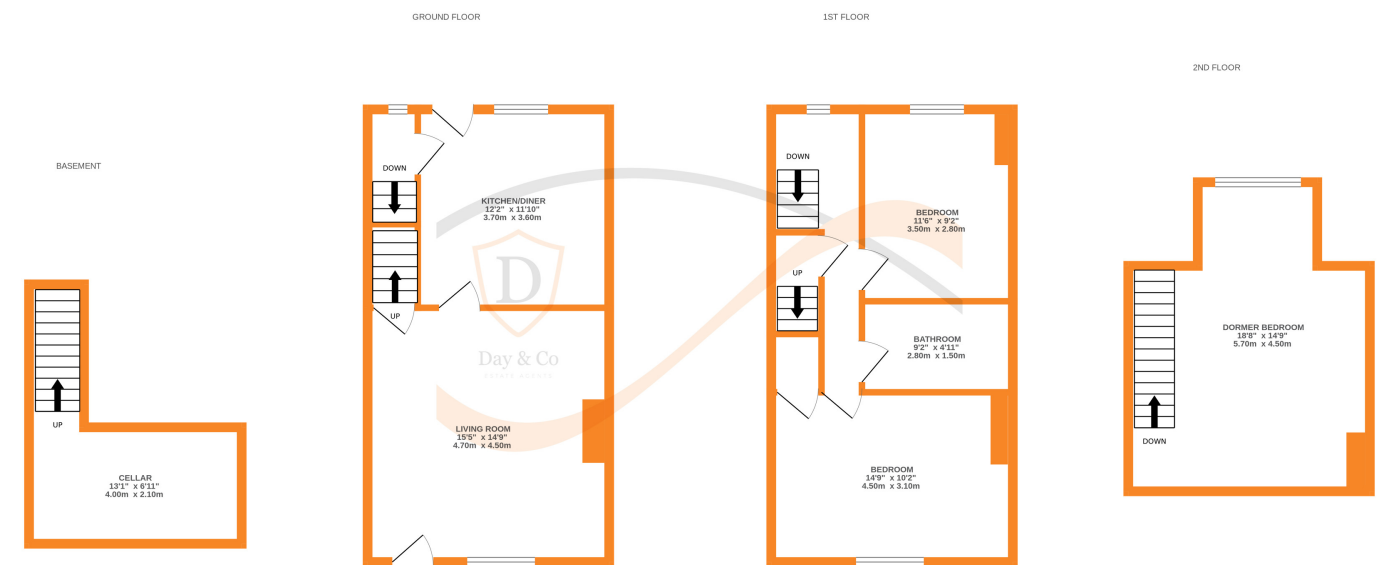 GROUND FLOOR
1ST FLOOR
2ND FLOOR
BASEMENT
UP
CELLAR
13'1" x 6'11"
4.00m x 2.10m
DOWN
UP
KITCHEN/DINER
12'2" x 11'10"
3.70m x 3.60m
D
Day & Co
ESTATE AGENTS
LIVING ROOM
15'5" x 14'9"
4.70m x 4.50m
DOWN
UP
BEDROOM
11'6" x 9'2"
3.50m x 2.80m
BATHROOM
9'2" x 4'11"
2.80m x 1.50m
BEDROOM
14'9" x 10'2"
4.50m x 3.10m
DORMER BEDROOM
18'8" x 14'9"
5.70m x 4.50m
DOWN